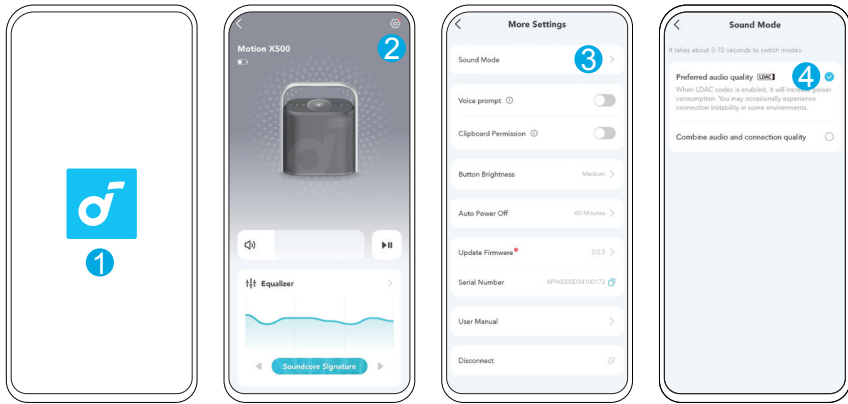 1
2
Motion X500
Equalizer
Soundcore Signature
More Settings
Sound Mode
3
Voice prompt
Clipboard Permission
Button Brightness Medium
Auto Power Off 60 Minutes
Update Firmware 2.0.5
Serial Number AFN0000D34100172
User Manual
Disconnect
Sound Mode
It takes about 3-10 seconds to switch modes.
Preferred audio quality LDAC 4
When LDAC codec is enabled, it will increase power
consumption. You may occasionally experience
connection instability in some environments.
Combine audio and connection quality